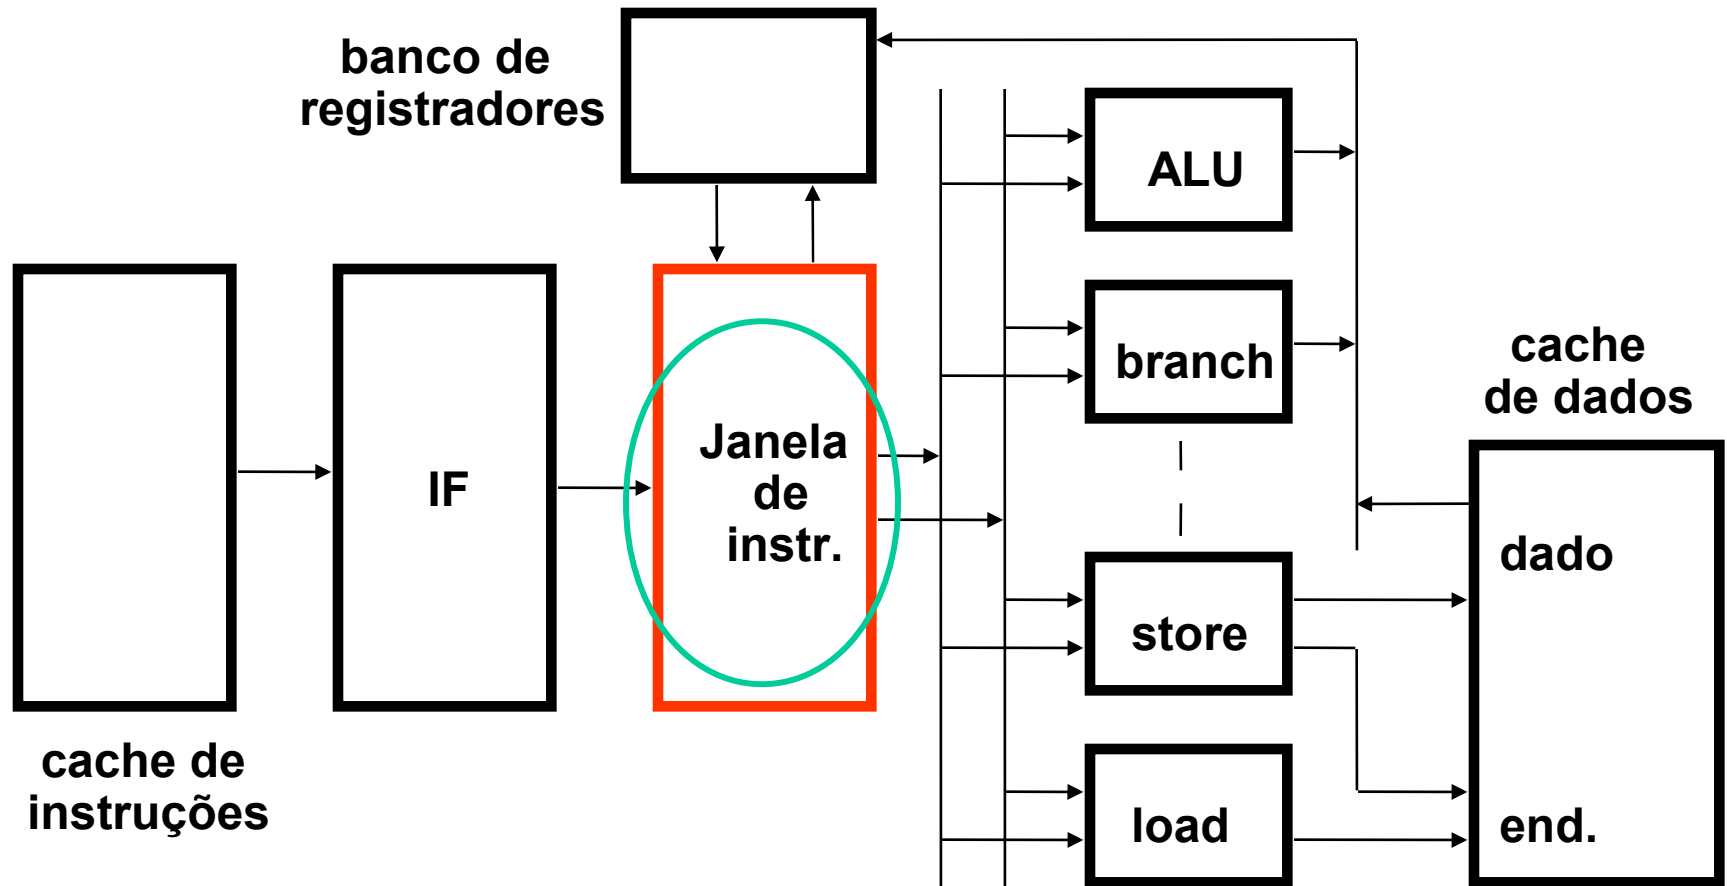 banco de
registradores
ALU
branch
cache
de dados
Janela
de
instr.
IF
dado
store
cache de
instruções
load
end.